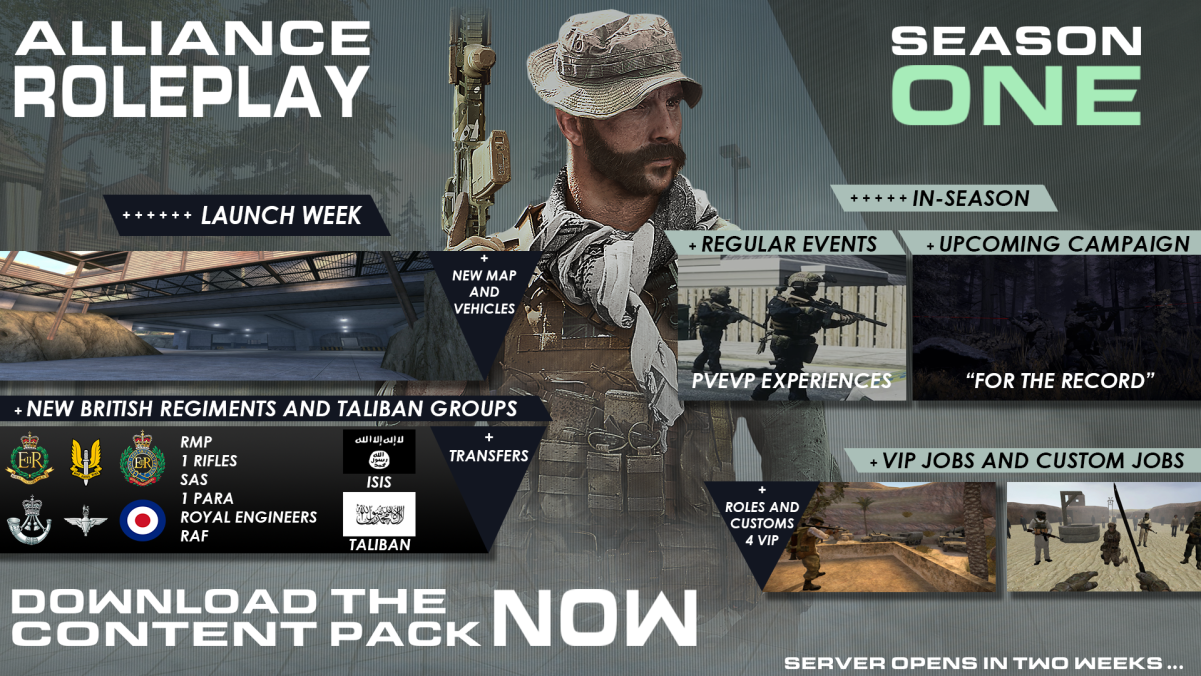 ALLIANCE
ROLEPLAY
SEASON
ONE
++++++ LAUNCH WEEK
+
NEW MAP
AND
VEHICLES
+ NEW BRITISH REGIMENTS AND TALIBAN GROUPS
RMP
1 RIFLES
SAS
1 PARA
ROYAL ENGINEERS
RAF
ISIS
TALIBAN
+
TRANSFERS
+++++ IN-SEASON
+ REGULAR EVENTS
PVEVP EXPERIENCES
+ UPCOMING CAMPAIGN
“FOR THE RECORD”
+ VIP JOBS AND CUSTOM JOBS
+
ROLES AND
CUSTOMS
4 VIP
DOWNLOAD THE
CONTENT PACK NOW
SERVER OPENS IN TWO WEEKS...